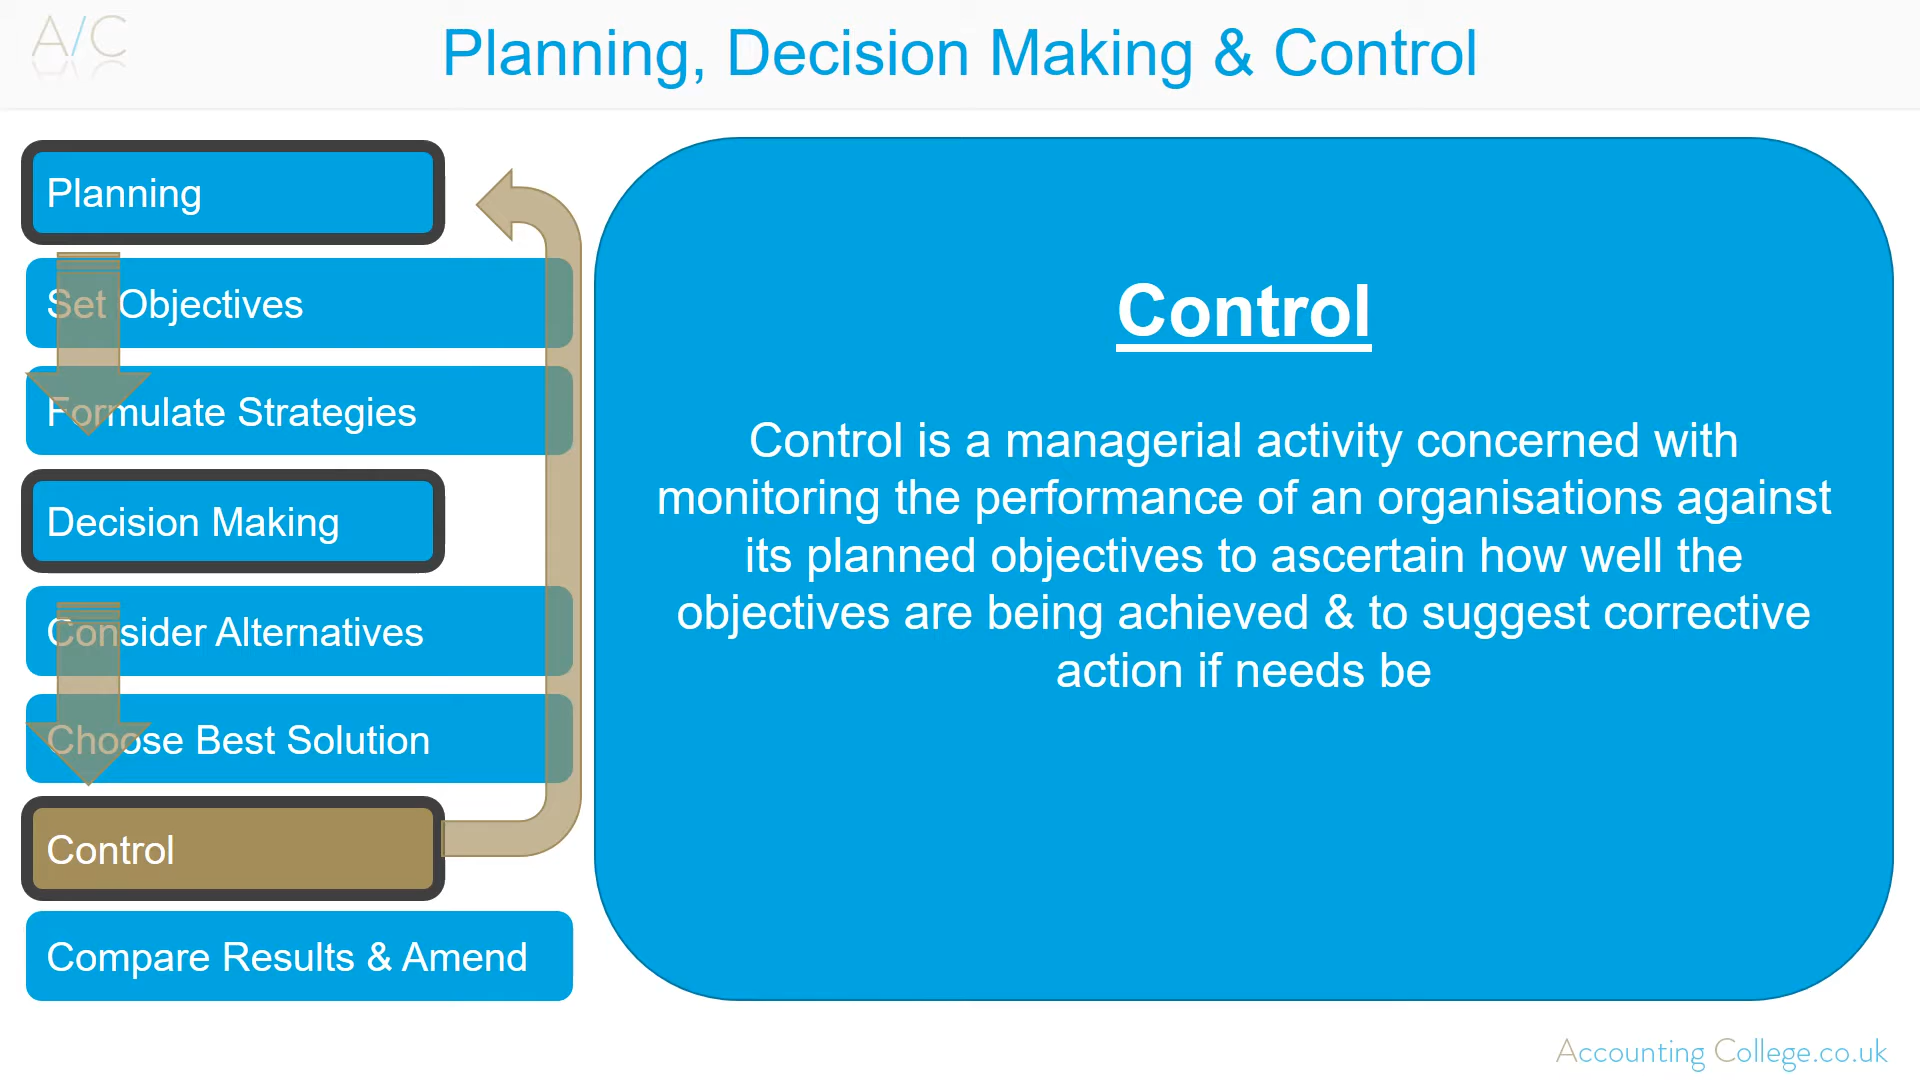 A/C
Planning, Decision Making & Control
Planning
Set Objectives
Formulate Strategies
Decision Making
Consider Alternatives
Choose Best Solution
Control
Compare Results & Amend
Control
Control is a managerial activity concerned with
monitoring the performance of an organisations against
its planned objectives to ascertain how well the
objectives are being achieved & to suggest corrective
action if needs be
Accounting College.co.uk